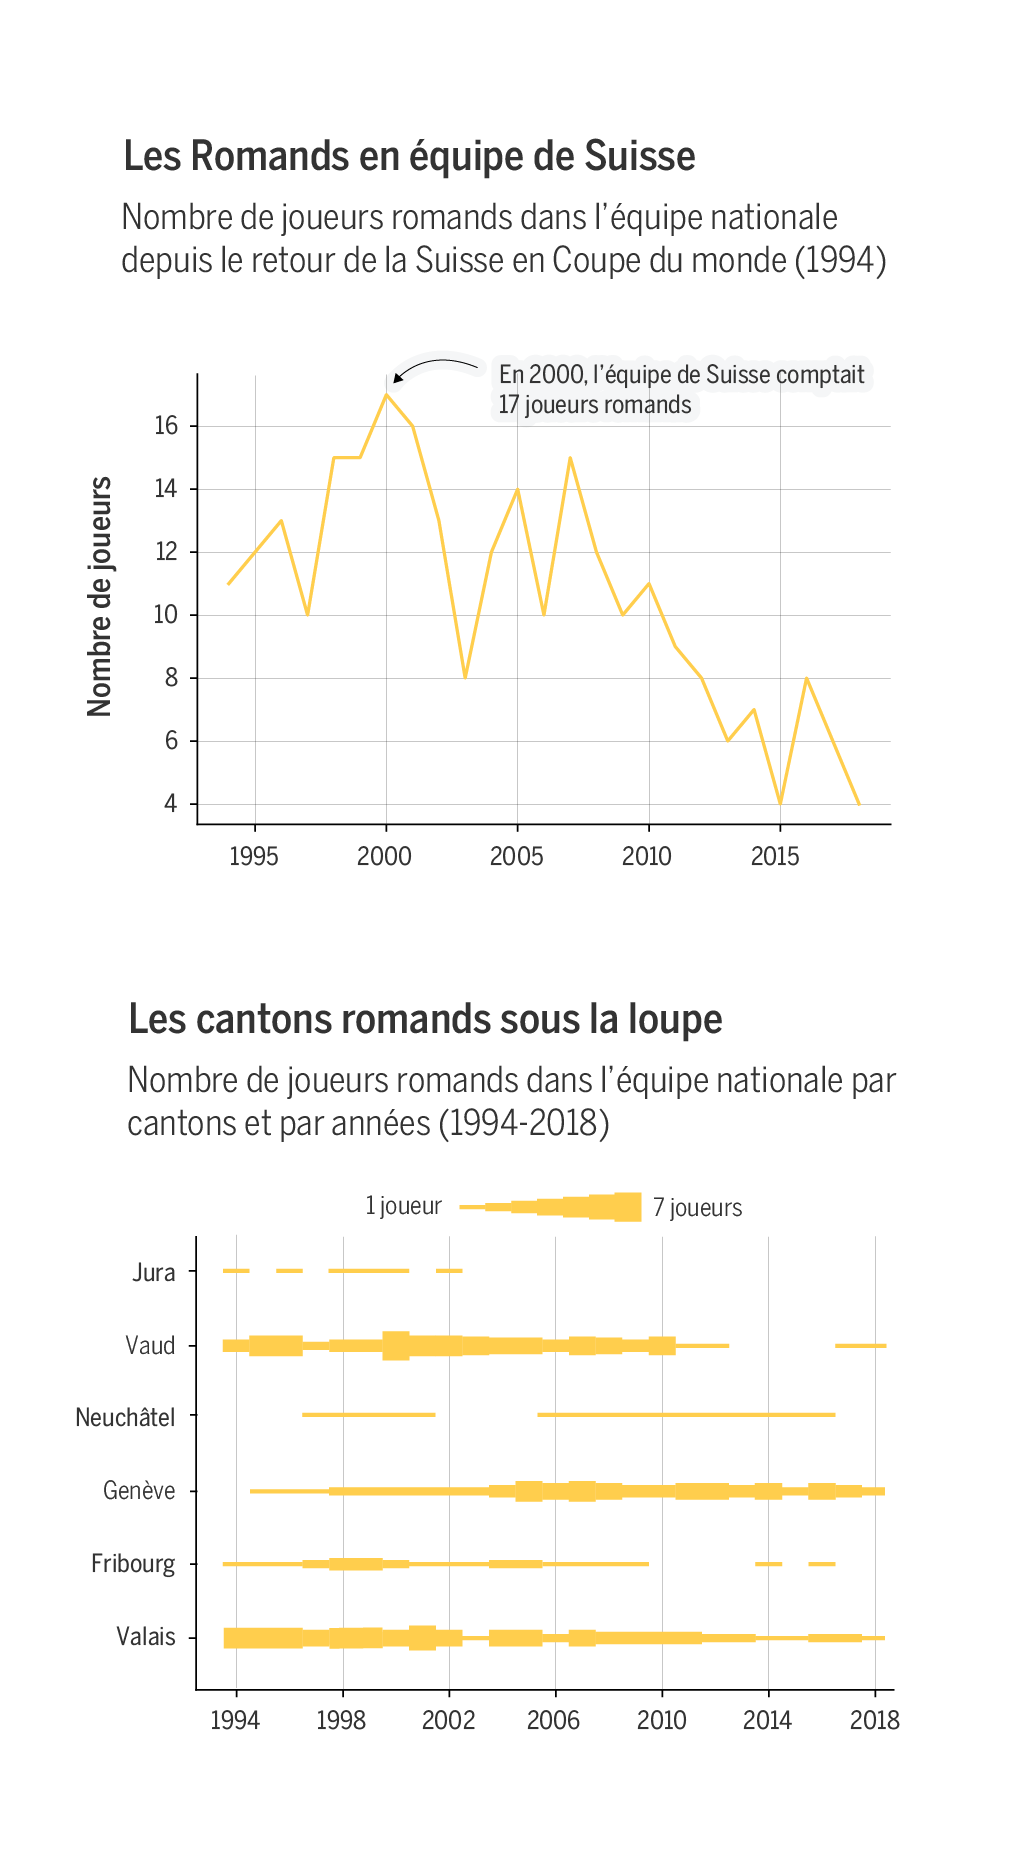 Les Romands en équipe de Suisse
Nombre de joueurs romands dans l'équipe nationale
depuis le retour de la Suisse en Coupe du monde (1994)
En 2000, l'équipe de Suisse comptait
17 joueurs romands
Nombre de joueurs
16
14
12
10
8
6
4
1995 2000 2005 2010 2015
Les cantons romands sous la loupe
Nombre de joueurs romands dans l'équipe nationale par
cantons et par années (1994-2018)
1 joueur 7 joueurs
Jura
Vaud
Neuchâtel
Genève
Fribourg
Valais
1994 1998 2002 2006 2010 2014 2018